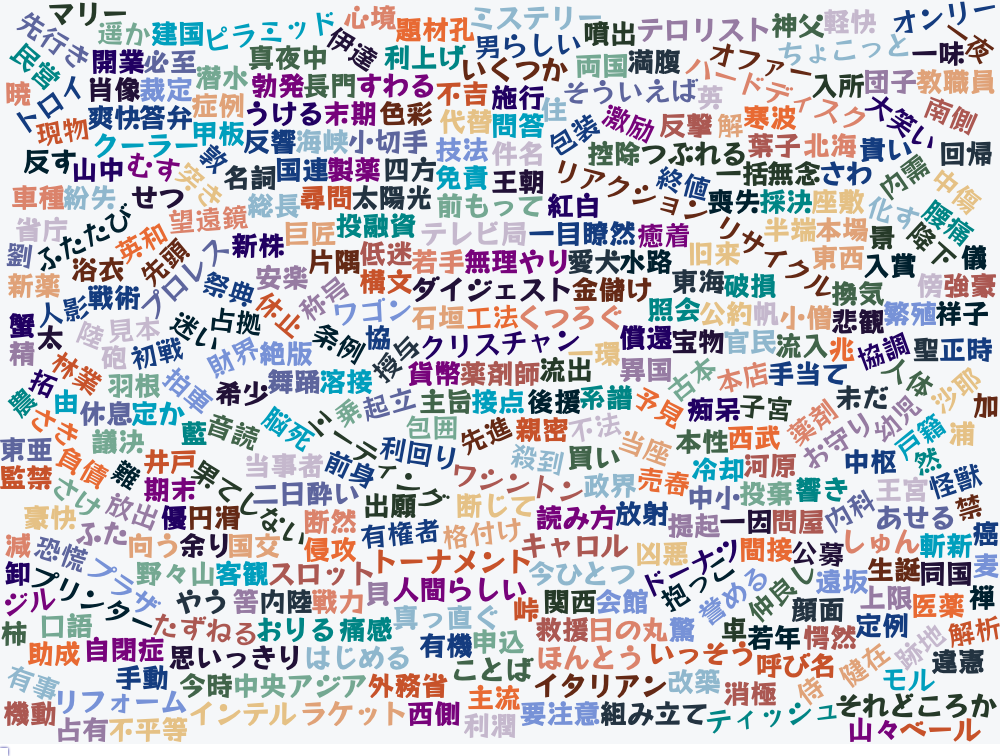 マリー
遥か 建国 ピラミッド 心境 題材 孔 ミステリー
噴出 テロリスト 神父 軽快 オンリー
先行き 真夜中 伊達 利上げ 男らしい ちょこっと 一味 一夜
民営 開業 必至 潜水 いくつか 両国 満腹 オファー
入所 団子 教職員
暁 トロイ 肖像 裁定 勃発 長門 すわる 不吉 施行 そういえば 英 ハードディスク
爽快 答弁 症例 うける 末期 色彩 代替 問答 住 包装 激励 反撃 解 寒波 大笑い 南側
現物 クーラー 甲板 反響 海峡 小切手 技法 件名 控除 つぶれる 葉子 北海 貴い 回帰
反す 山中 むす 突き 敦 名詞 国連 製薬 四方 免責 王朝 リアクション 終値 一括 無念 さわ 内需 中傷
車種 紛失 せつ 総長 尋問 太陽光 前もって 紅白 喪失 採決 座敷 化す 腰痛
省庁 ふたたび 望遠鏡 投融資 テレビ局 一目瞭然 癒着 リサイクル 半端 本場 景 降下
劉 英和 先頭 新株 巨匠 片隅 低迷 若手 無理やり 愛犬 水路 旧来 東西 入賞 儀
新薬 浴衣 プロレス 安楽 構文 ダイジェスト 金儲け 東海 破損 換気 傍 強豪
人影 戦術 祭典 休止 称号 ワゴン 石垣 工法 くつろぐ 照会 公約 帆 小僧 悲観 繁殖 祥子
蟹 太 陸 見本 迷い 占拠 条例 協 授与 クリスチャン 一環 償還 宝物 官民 流入 兆 協調 聖 正時
精 砲 初戦 財界 絶版 貨幣 薬剤師 流出 異国 古本 本店 手当て 人体 沙耶
拓 林業 羽根 拍車 希少 舞踊 溶接 主旨 接点 後援 系譜 予見 痴呆 子宮 未だ 加
農 由 休息 定か 藍 音読 脳死 ミーティング 乗 起立 包囲 先進 親密 不法 当座 本性 西武 薬剤 お守り 幼児 戸籍 浦
東亜 さき 議決 負債 井戸 当事者 前身 利回り 殺到 買い 売春 冷却 河原 中枢 然
監禁 さけ 難 期末 果てしない 二日酔い 出願 ワシントン 断じて 政界 中小 投棄 響き 王宮 怪獣
豪快 放出 優 円滑 断然 有権者 格付け 読み方 放射 提起 一因 問屋 内科 あせる 禁
減 恐慌 ふた 向う 余り 国交 侵攻 トーナメント キャロル 凶悪 ドーナツ 間接 公募 しゅん 斬新 癌
卸 プリンター プラザ 野々山 客観 スロット 人間らしい 今ひとつ 抱っこ 誉める 仲良し 遠坂 生誕 同国 麦
ジル やう 答 内陸 戦力 貝 真っ直ぐ 峠 関西 会館 顔面 上限 医薬 禅
柿 口語 たずねる おりる 痛感 有機 申込 救援 日の丸 驚 卓 若年 愕然 定例 跡地 解析
助成 自閉症 思いっきり はじめる ことば ほんとう いっそう 呼び名 侍 健在 違憲
有事 手動 今時 中央アジア 外務省 イタリアン 改築 消極 モル
リフォーム 主流
機動 インテル ラケット 西側 要注意 組み立て ティッシュ それどころか
占有 不平等 利潤 山々 ベール